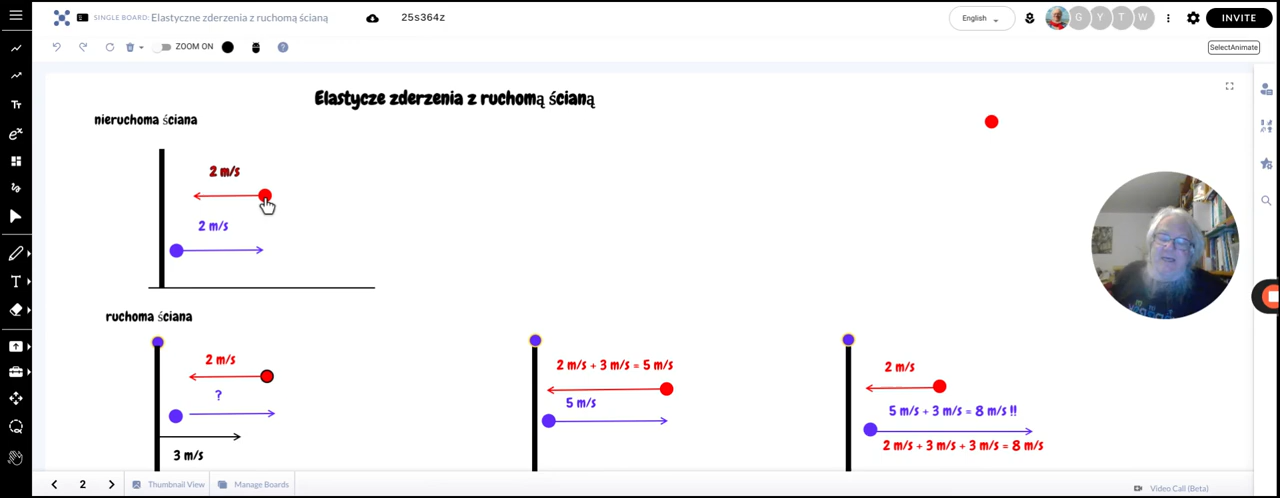 SINGLE BOARD: Elastyczne zderzenia z ruchomą ścianą
25s364z
English
G Y T W
INVITE
ZOOM ON
SelectAnimate
Elastycze zderzenia z ruchomą ścianą
nieruchoma ściana
2 m/s
2 m/s
ruchoma ściana
2 m/s
?
3 m/s
2 m/s + 3 m/s = 5 m/s
5 m/s
2 m/s
5 m/s + 3 m/s = 8 m/s !!
2 m/s + 3 m/s + 3 m/s = 8 m/s
2
Thumbnail View
Manage Boards
Video Call (Beta)